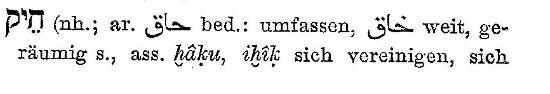 חֵיק (nh.; ar. حاق bed.: umfassen, خاق weit, ge-
räumig s., ass. ḫâḳu, iḫîḳ sich vereinigen, sich